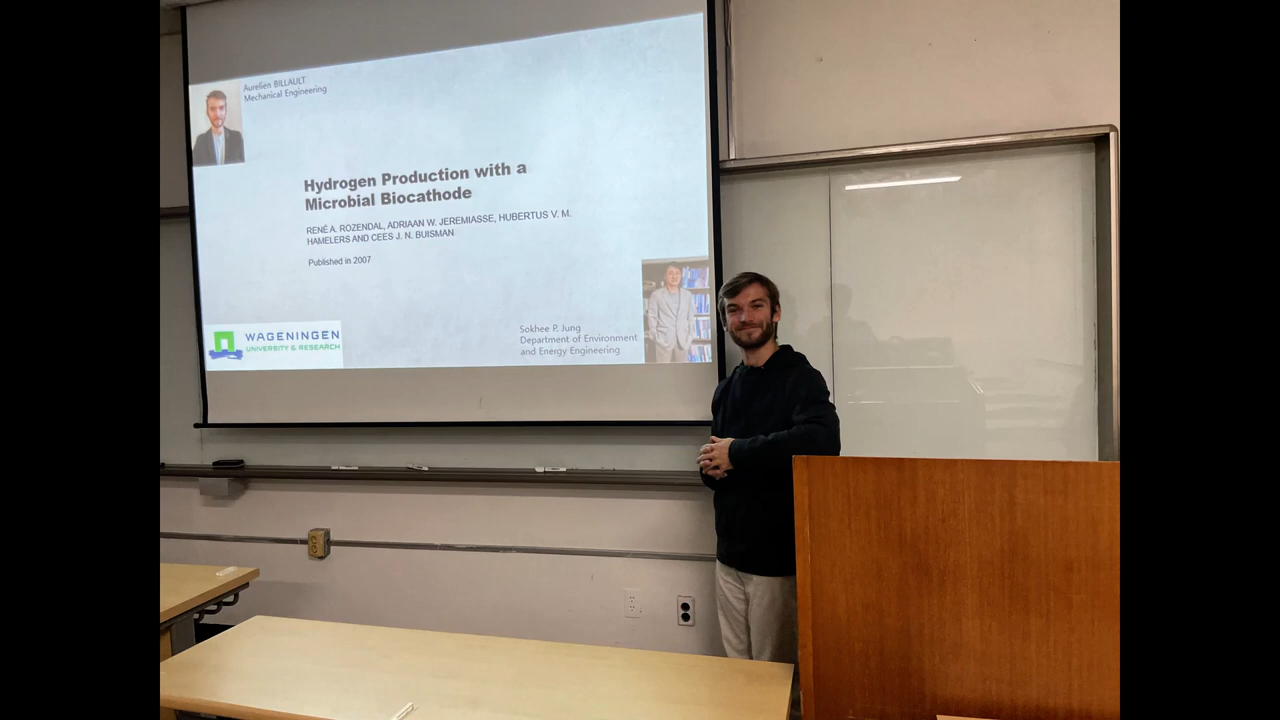 Aurelien BILLAULT
Mechanical Engineering
Hydrogen Production with a
Microbial Biocathode
RENÉ A. ROZENDAL, ADRIAAN W. JEREMIASSE, HUBERTUS V. M.
HAMELERS AND CEES J. N. BUISMAN
Published in 2007
WAGENINGEN
UNIVERSITY & RESEARCH
Sokhee P. Jung
Department of Environment
and Energy Engineering